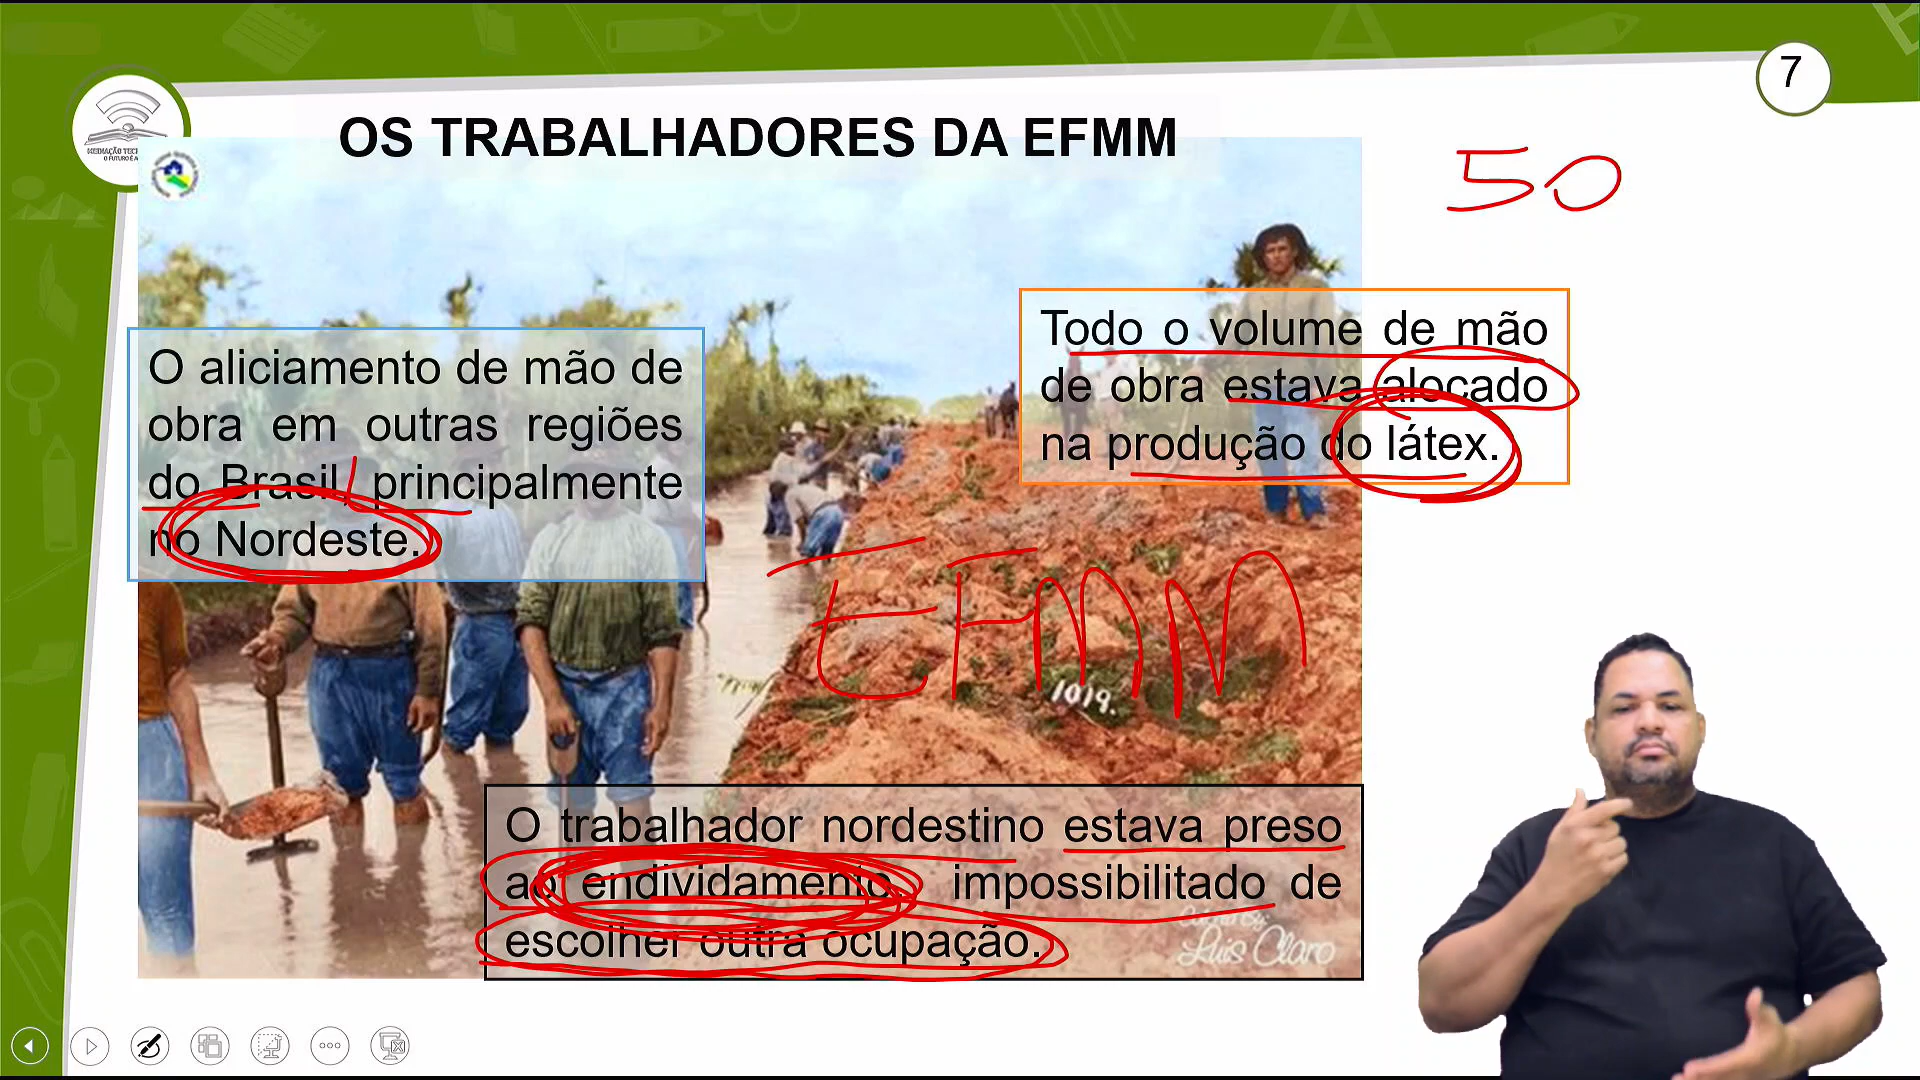 7
OS TRABALHADORES DA EFMM
50
O aliciamento de mão de
obra em outras regiões
do Brasil, principalmente
no Nordeste.
Todo o volume de mão
de obra estava alocado
na produção do látex.
EFMM
1019.
O trabalhador nordestino estava preso
ao endividamento, impossibilitado de
escolher outra ocupação.
Luis Claro